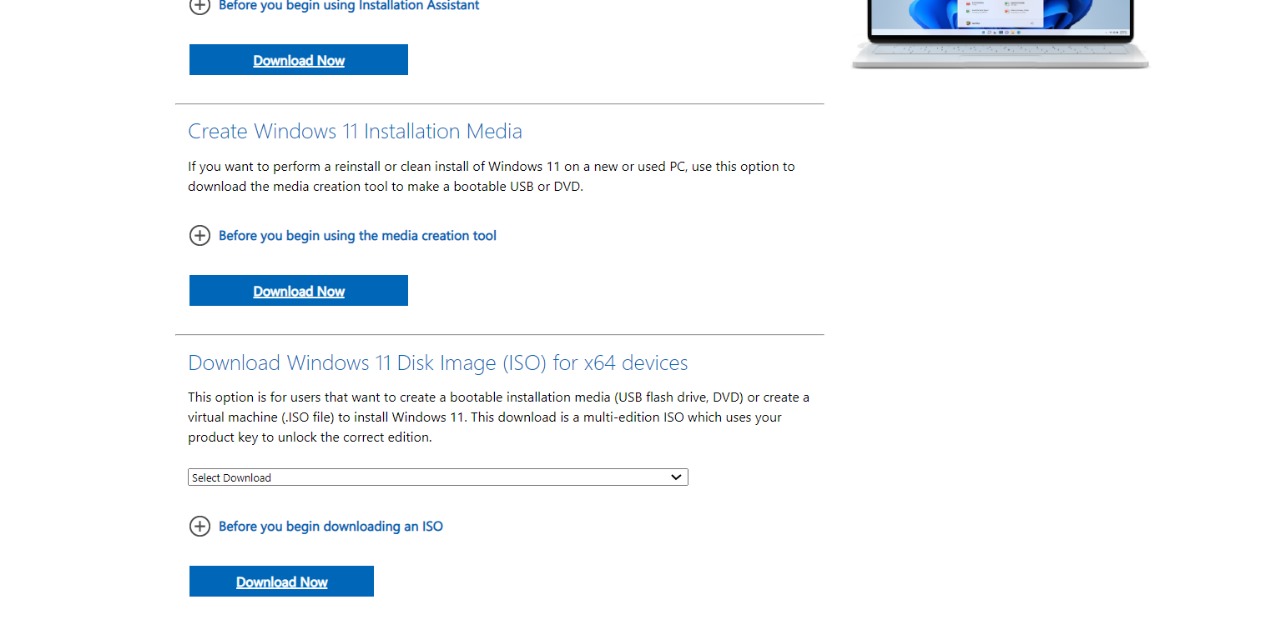 Before you begin using Installation Assistant
Download Now
Create Windows 11 Installation Media
If you want to perform a reinstall or clean install of Windows 11 on a new or used PC, use this option to
download the media creation tool to make a bootable USB or DVD.
Before you begin using the media creation tool
Download Now
Download Windows 11 Disk Image (ISO) for x64 devices
This option is for users that want to create a bootable installation media (USB flash drive, DVD) or create a
virtual machine (.ISO file) to install Windows 11. This download is a multi-edition ISO which uses your
product key to unlock the correct edition.
Select Download
Before you begin downloading an ISO
Download Now